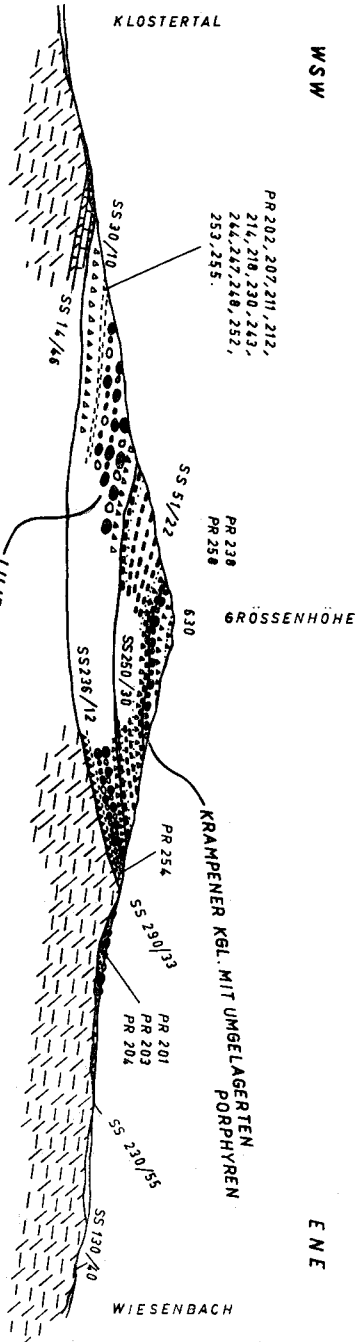 WSW
ENE
KLOSTERTAL
GRÖSSENHÖHE
WIESENBACH
PR 202, 207, 211, 212,
214, 218, 230, 243,
244, 247, 248, 252,
253, 255.
SS 30/10
SS 14/46
PR 238
PR 258
SS 51/22
630
SS 250/30
SS 236/12
KRAMPENER KGL. MIT UMGELAGERTEN
PORPHYREN
PR 254
SS 290/33
PR 201
PR 203
PR 204
SS 230/55
SS 130/40